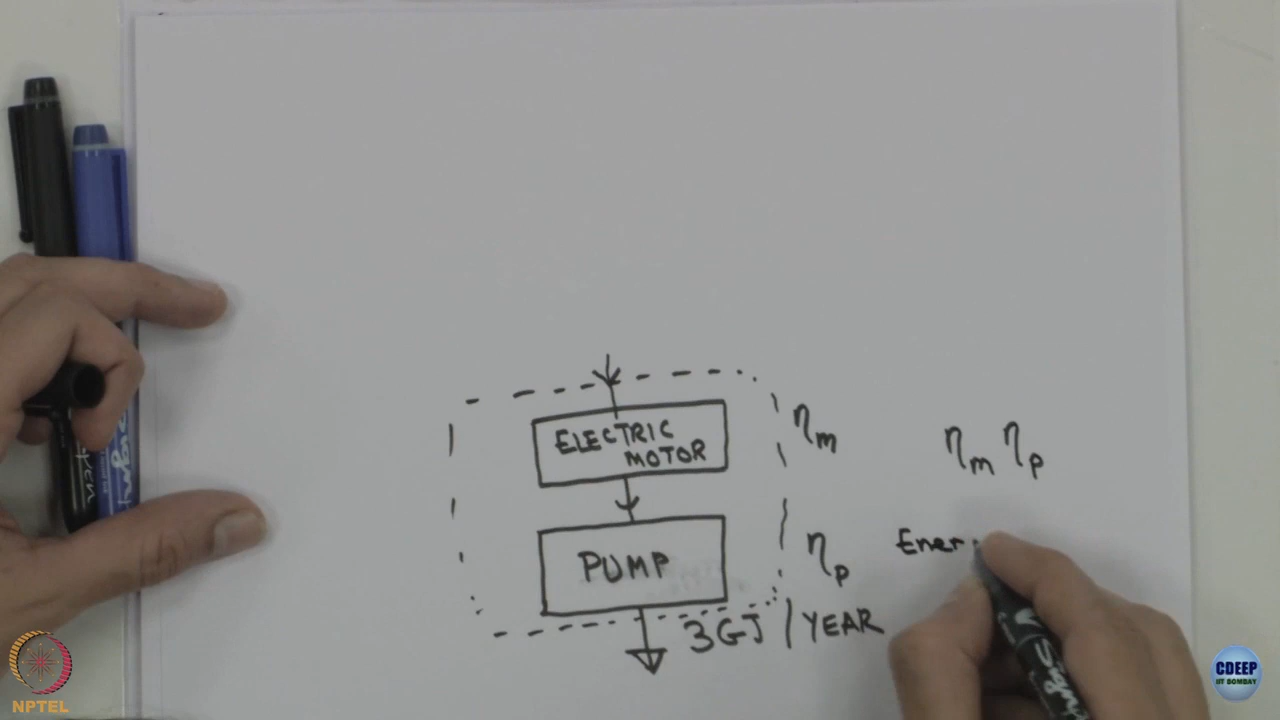 ELECTRIC
MOTOR
ηm
ηm ηp
PUMP
ηp
Ener
3GJ / YEAR
NPTEL
CDEEP
IIT BOMBAY